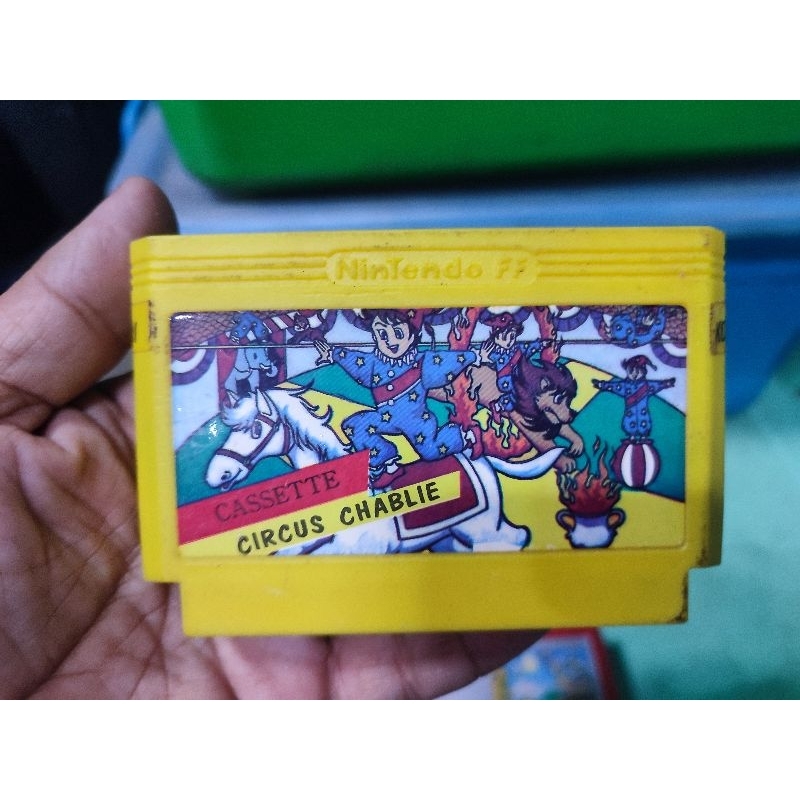 Nintendo FF
CASSETTE
CIRCUS CHABLIE